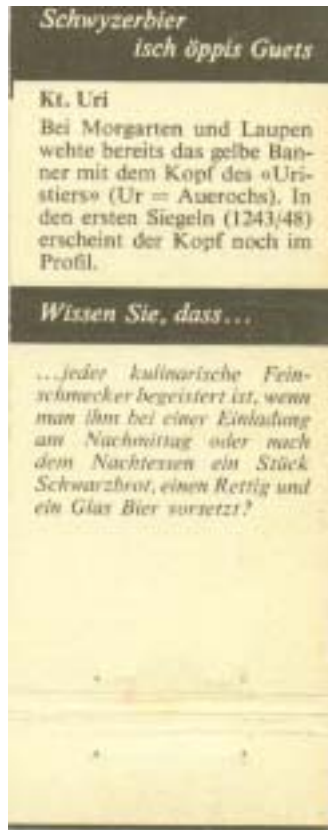 Schwyzerbier
isch öppis Guets
Kt. Uri
Bei Morgarten und Laupen
wehte bereits das gelbe Ban-
ner mit dem Kopf des «Uri-
stiers» (Ur = Auerochs). In
den ersten Siegeln (1243/48)
erscheint der Kopf noch im
Profil.
Wissen Sie, dass...
...jeder kulinarische Fein-
schmecker begeistert ist, wenn
man ihm bei einer Einladung
am Nachmittag oder nach
dem Nachtessen ein Stück
Schwarzbrot, einen Rettig und
ein Glas Bier vorsetzt?